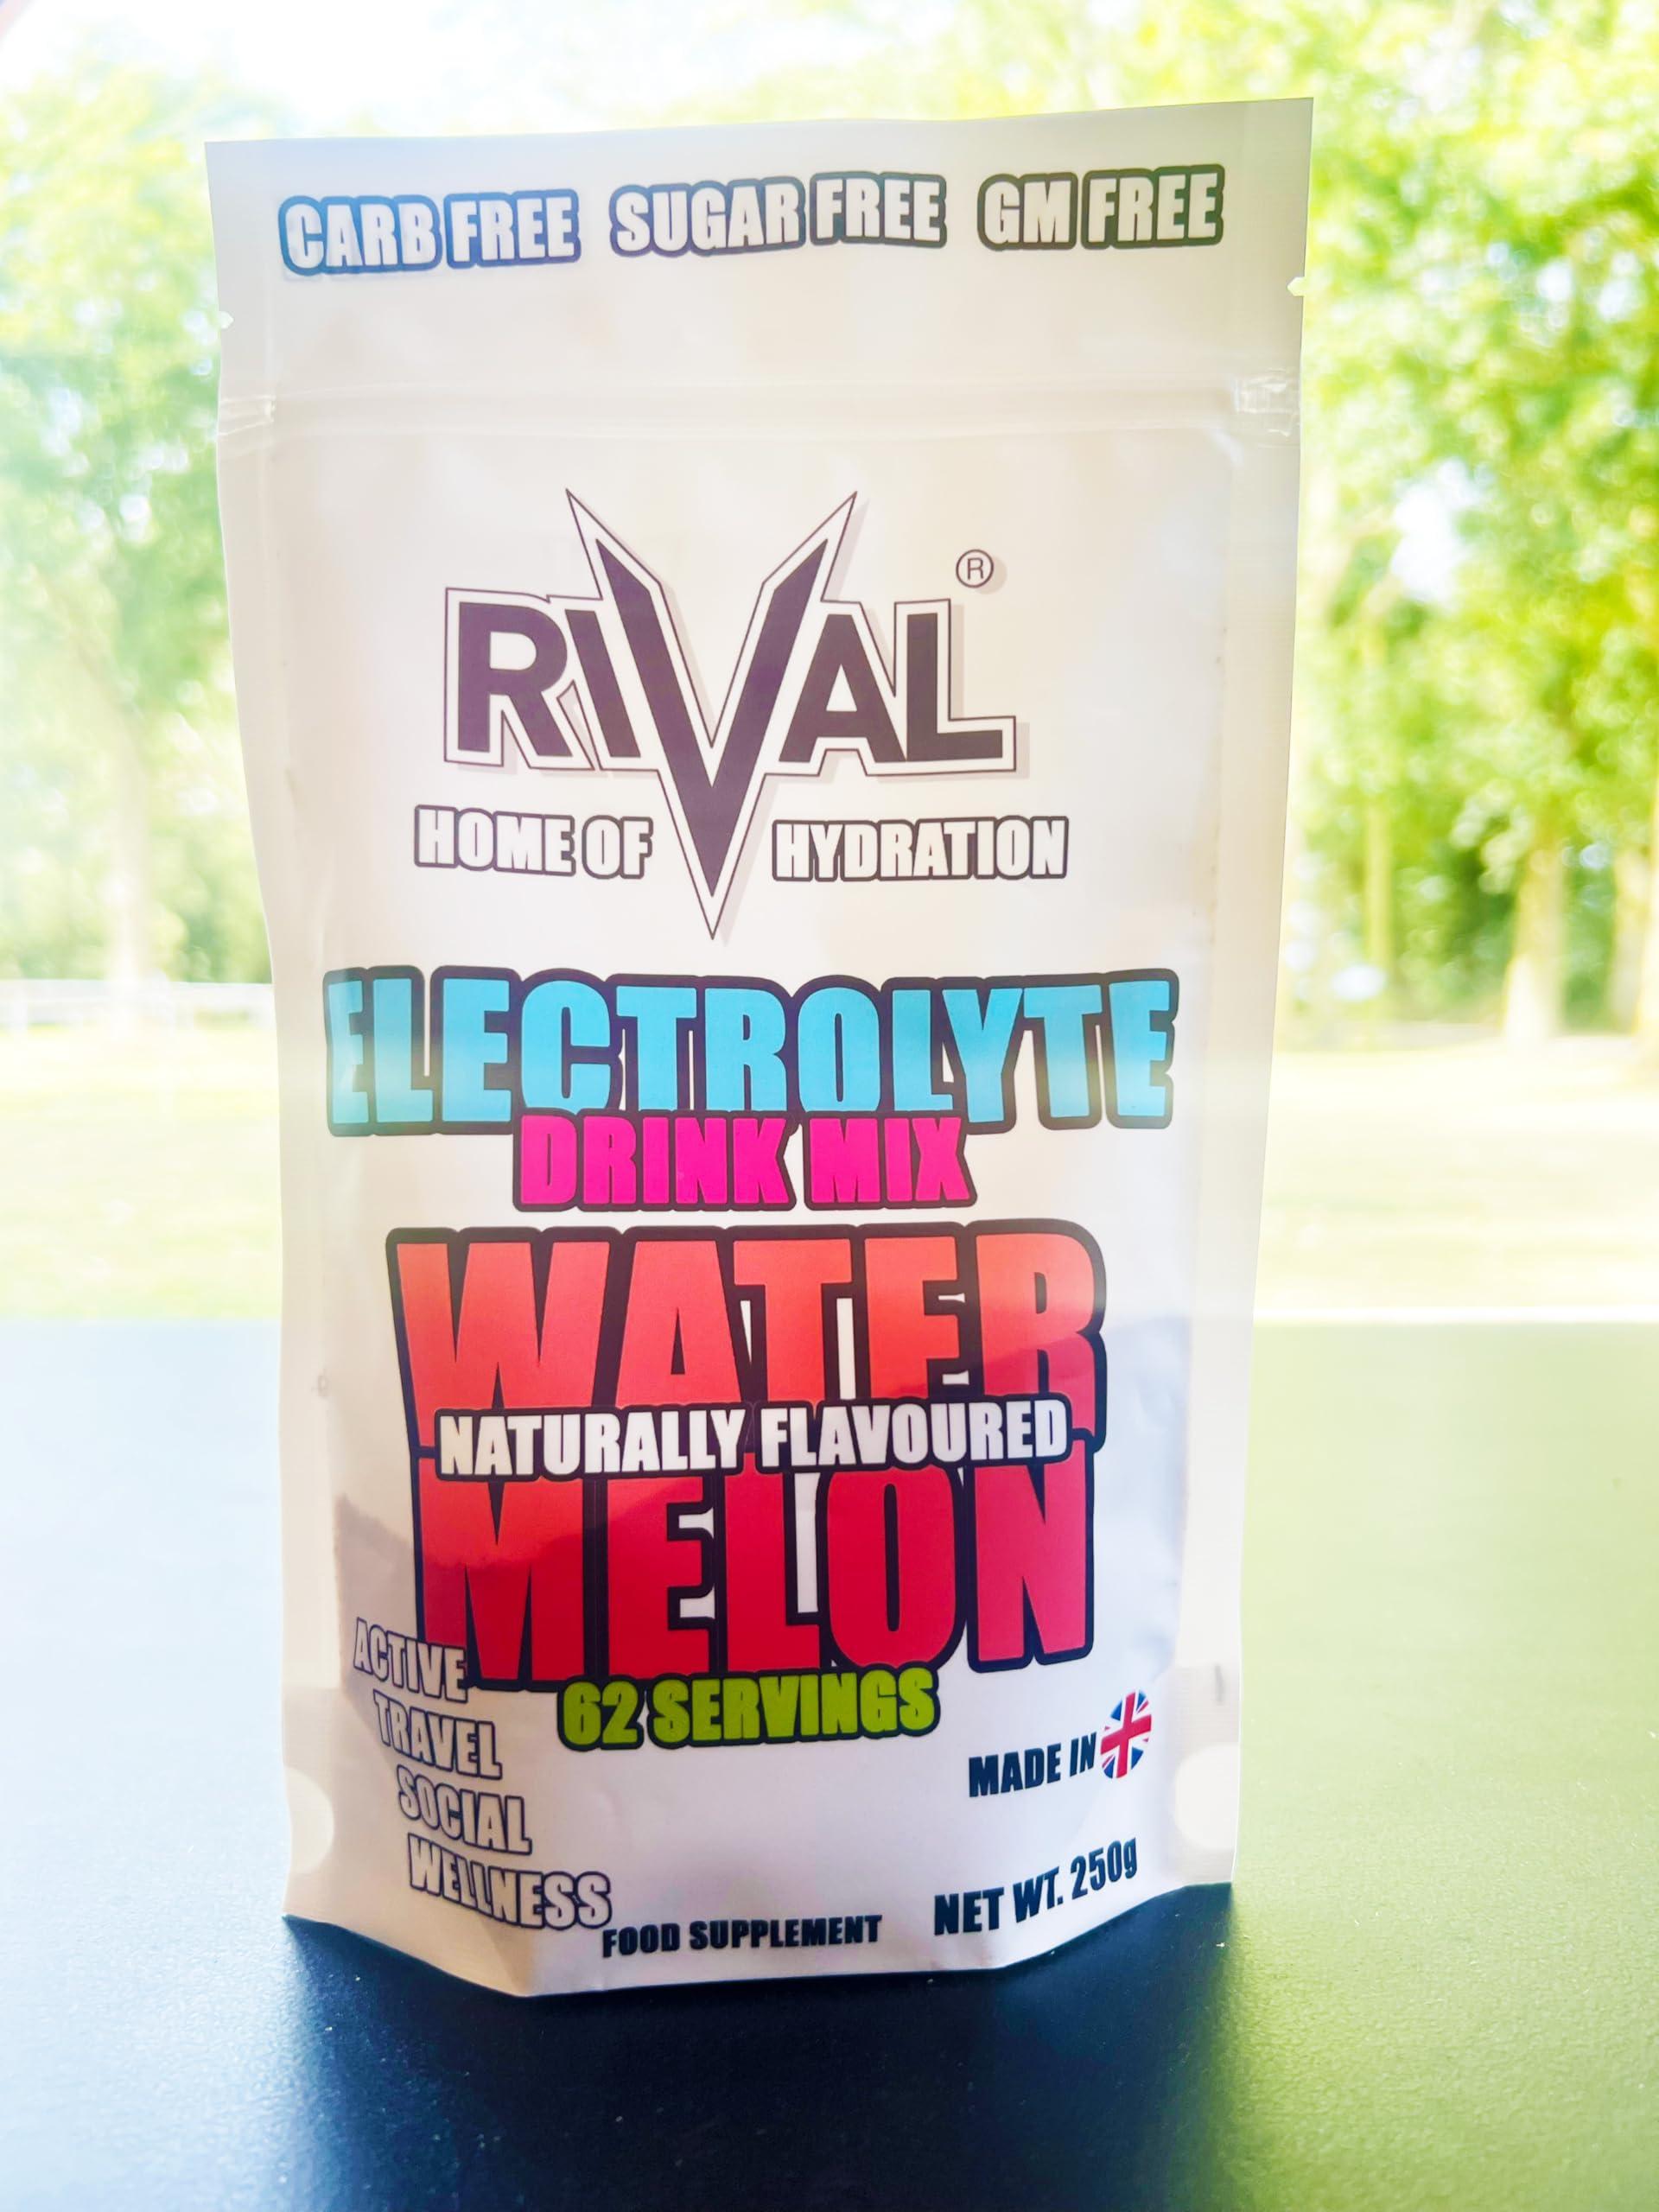 CARB FREE SUGAR FREE GM FREE
RIVAL®
HOME OF HYDRATION
ELECTROLYTE
DRINK MIX
WATER
NATURALLY FLAVOURED
MELON
62 SERVINGS
ACTIVE
TRAVEL
SOCIAL
WELLNESS
MADE IN
FOOD SUPPLEMENT
NET WT. 250g